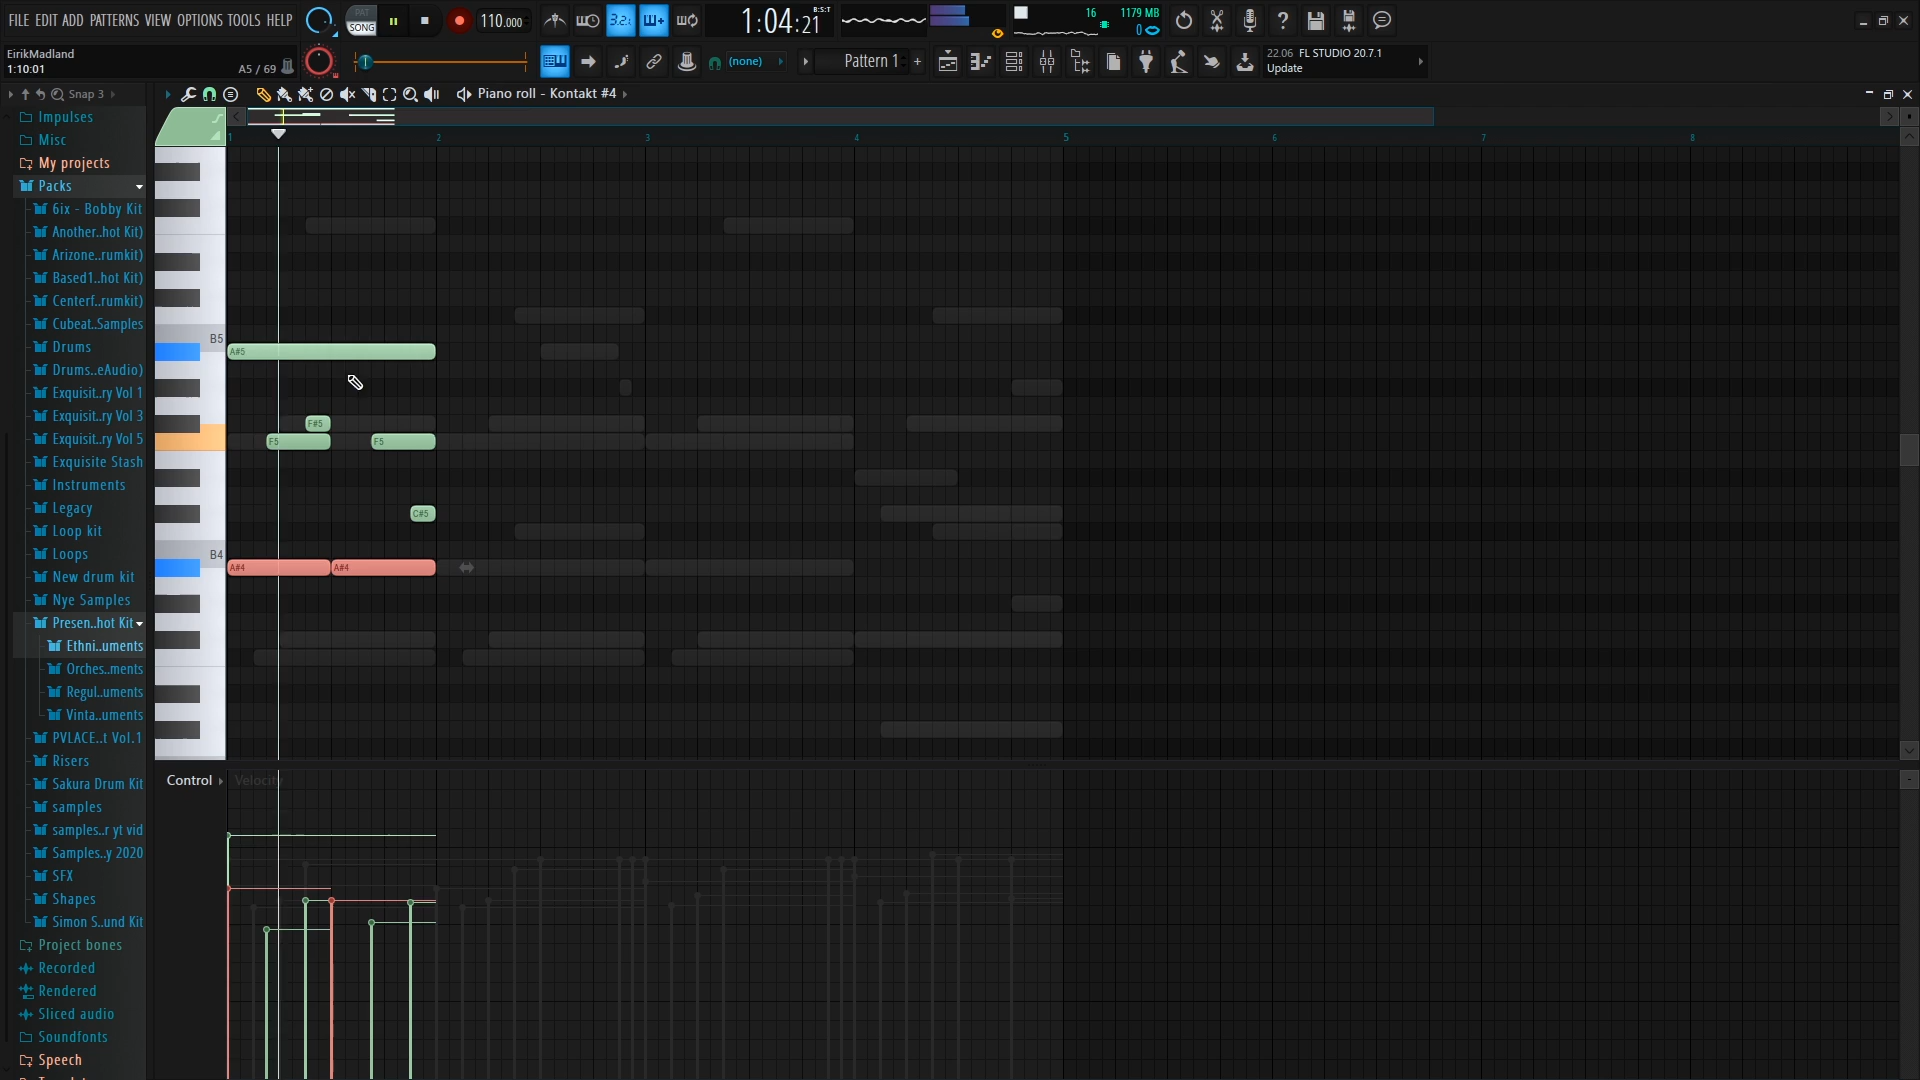 FILE EDIT ADD PATTERNS VIEW OPTIONS TOOLS HELP
PAT
SONG
110.000
3.2.
1:04:21
B:S:T
16
1179 MB
0
EirikMadland
1:10:01
A5 / 69
(none)
Pattern 1
+
22.06 FL STUDIO 20.7.1
Update
Snap 3
Piano roll - Kontakt #4
Impulses
Misc
My projects
Packs
6ix - Bobby Kit
Another..hot Kit)
Arizone..rumkit)
Based1..hot Kit)
Centerf..rumkit)
Cubeat..Samples
Drums
Drums..eAudio)
Exquisit..ry Vol 1
Exquisit..ry Vol 3
Exquisit..ry Vol 5
Exquisite Stash
Instruments
Legacy
Loop kit
Loops
New drum kit
Nye Samples
Presen..hot Kit
Ethni..uments
Orches..ments
Regul..uments
Vinta..uments
PVLACE..t Vol.1
Risers
Sakura Drum Kit
samples
samples..r yt vid
Samples..y 2020
SFX
Shapes
Simon S..und Kit
Project bones
Recorded
Rendered
Sliced audio
Soundfonts
Speech
1 2 3 4 5 6 7 8
B5
A#5
F#5
F5 F5
C#5
B4
A#4 A#4
Control
Velocity